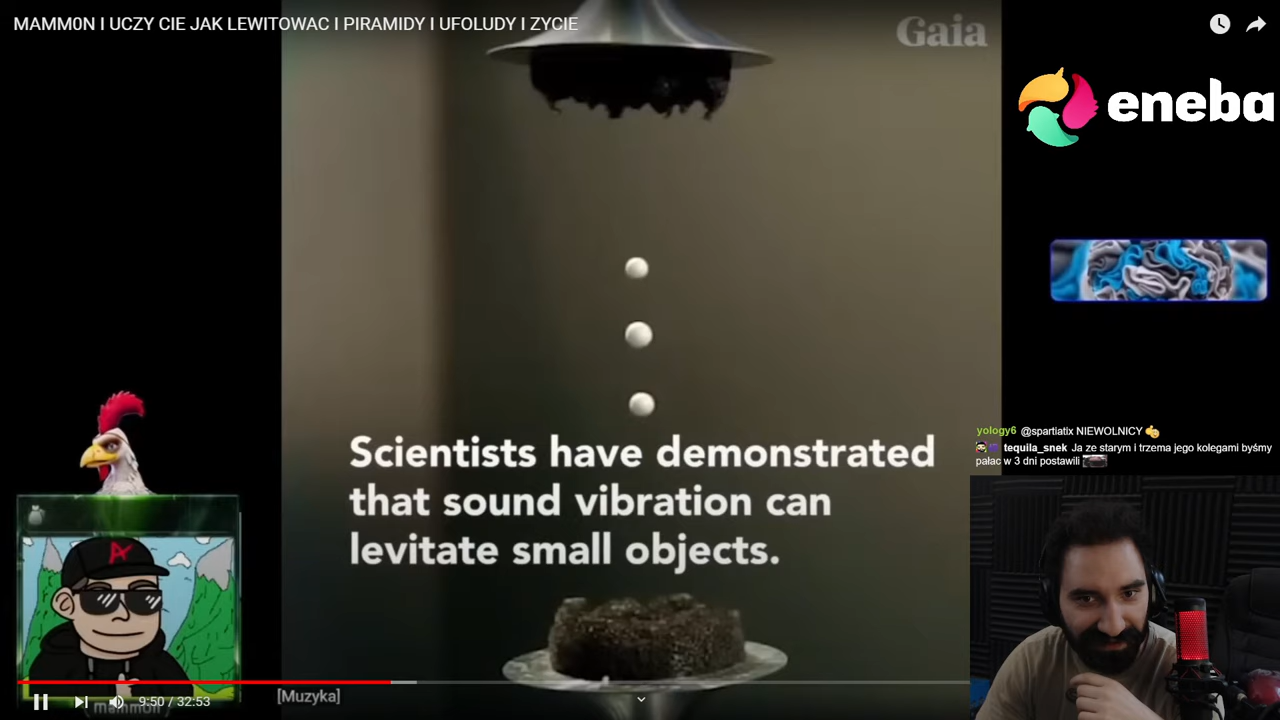 MAMM0N I UCZY CIE JAK LEWITOWAC I PIRAMIDY I UFOLUDY I ZYCIE
Gaia
eneba
yology6 @spartiatix NIEWOLNICY
tequila_snek Ja ze starym i trzema jego kolegami byśmy
pałac w 3 dni postawili
Scientists have demonstrated
that sound vibration can
levitate small objects.
A
[Muzyka]
9:50 / 32:53
mammon